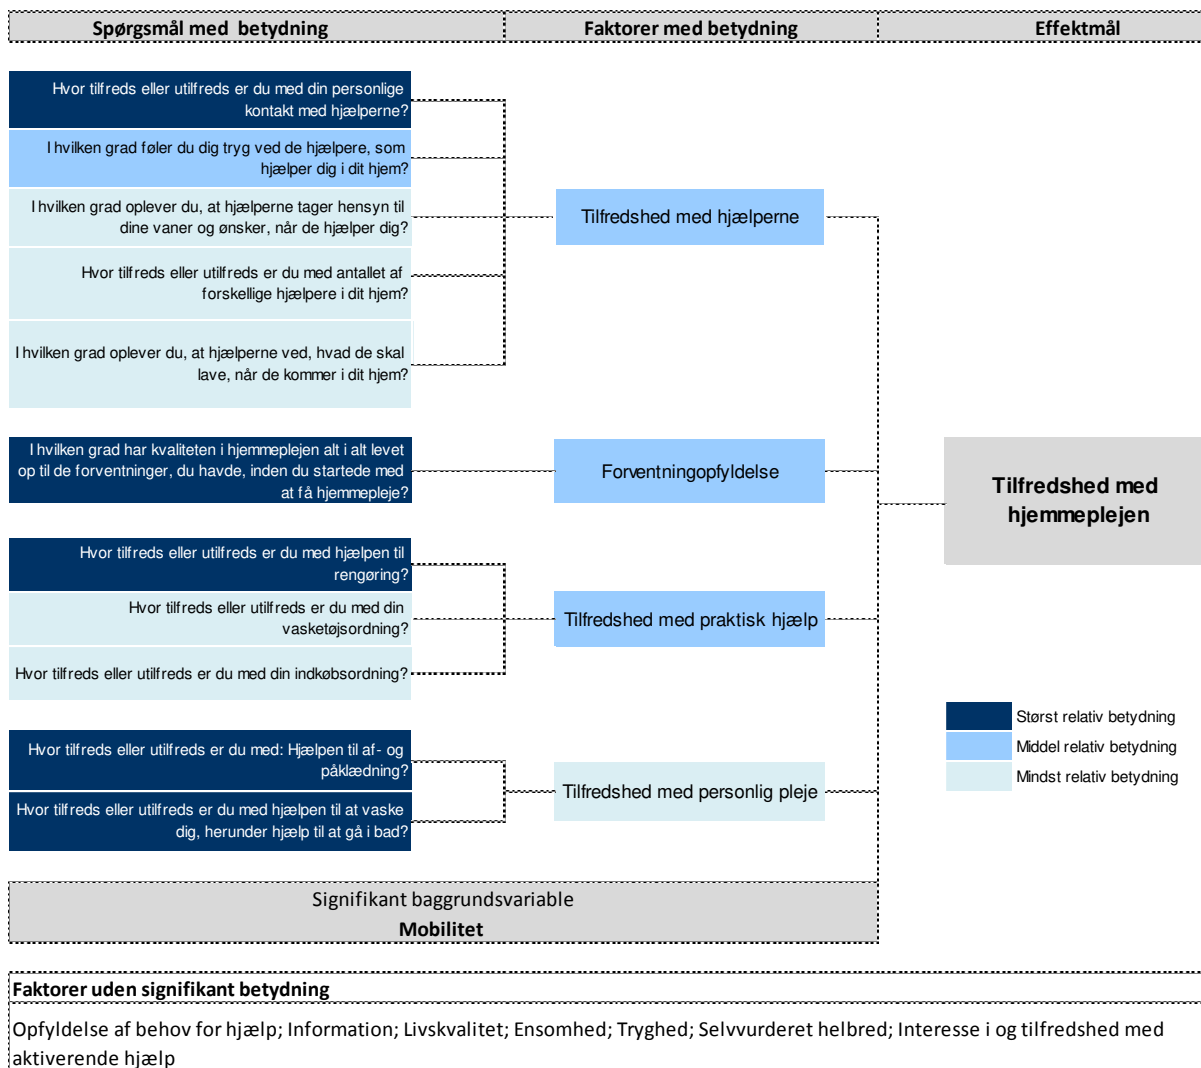 Spørgsmål med betydning
Faktorer med betydning
Effektmål
Hvor tilfreds eller utilfreds er du med din personlige
kontakt med hjælperne?
I hvilken grad føler du dig tryg ved de hjælpere, som
hjælper dig i dit hjem?
I hvilken grad oplever du, at hjælperne tager hensyn til
dine vaner og ønsker, når de hjælper dig?
Hvor tilfreds eller utilfreds er du med antallet af
forskellige hjælpere i dit hjem?
I hvilken grad oplever du, at hjælperne ved, hvad de skal
lave, når de kommer i dit hjem?
Tilfredshed med hjælperne
I hvilken grad har kvaliteten i hjemmeplejen alt i alt levet
op til de forventninger, du havde, inden du startede med
at få hjemmepleje?
Forventningopfyldelse
Tilfredshed med
hjemmeplejen
Hvor tilfreds eller utilfreds er du med hjælpen til
rengøring?
Hvor tilfreds eller utilfreds er du med din
vasketøjsordning?
Hvor tilfreds eller utilfreds er du med din indkøbsordning?
Tilfredshed med praktisk hjælp
Hvor tilfreds eller utilfreds er du med: Hjælpen til af- og
påklædning?
Hvor tilfreds eller utilfreds er du med hjælpen til at vaske
dig, herunder hjælp til at gå i bad?
Tilfredshed med personlig pleje
Størst relativ betydning
Middel relativ betydning
Mindst relativ betydning
Signifikant baggrundsvariable
Mobilitet
Faktorer uden signifikant betydning
Opfyldelse af behov for hjælp; Information; Livskvalitet; Ensomhed; Tryghed; Selvvurderet helbred; Interesse i og tilfredshed med
aktiverende hjælp